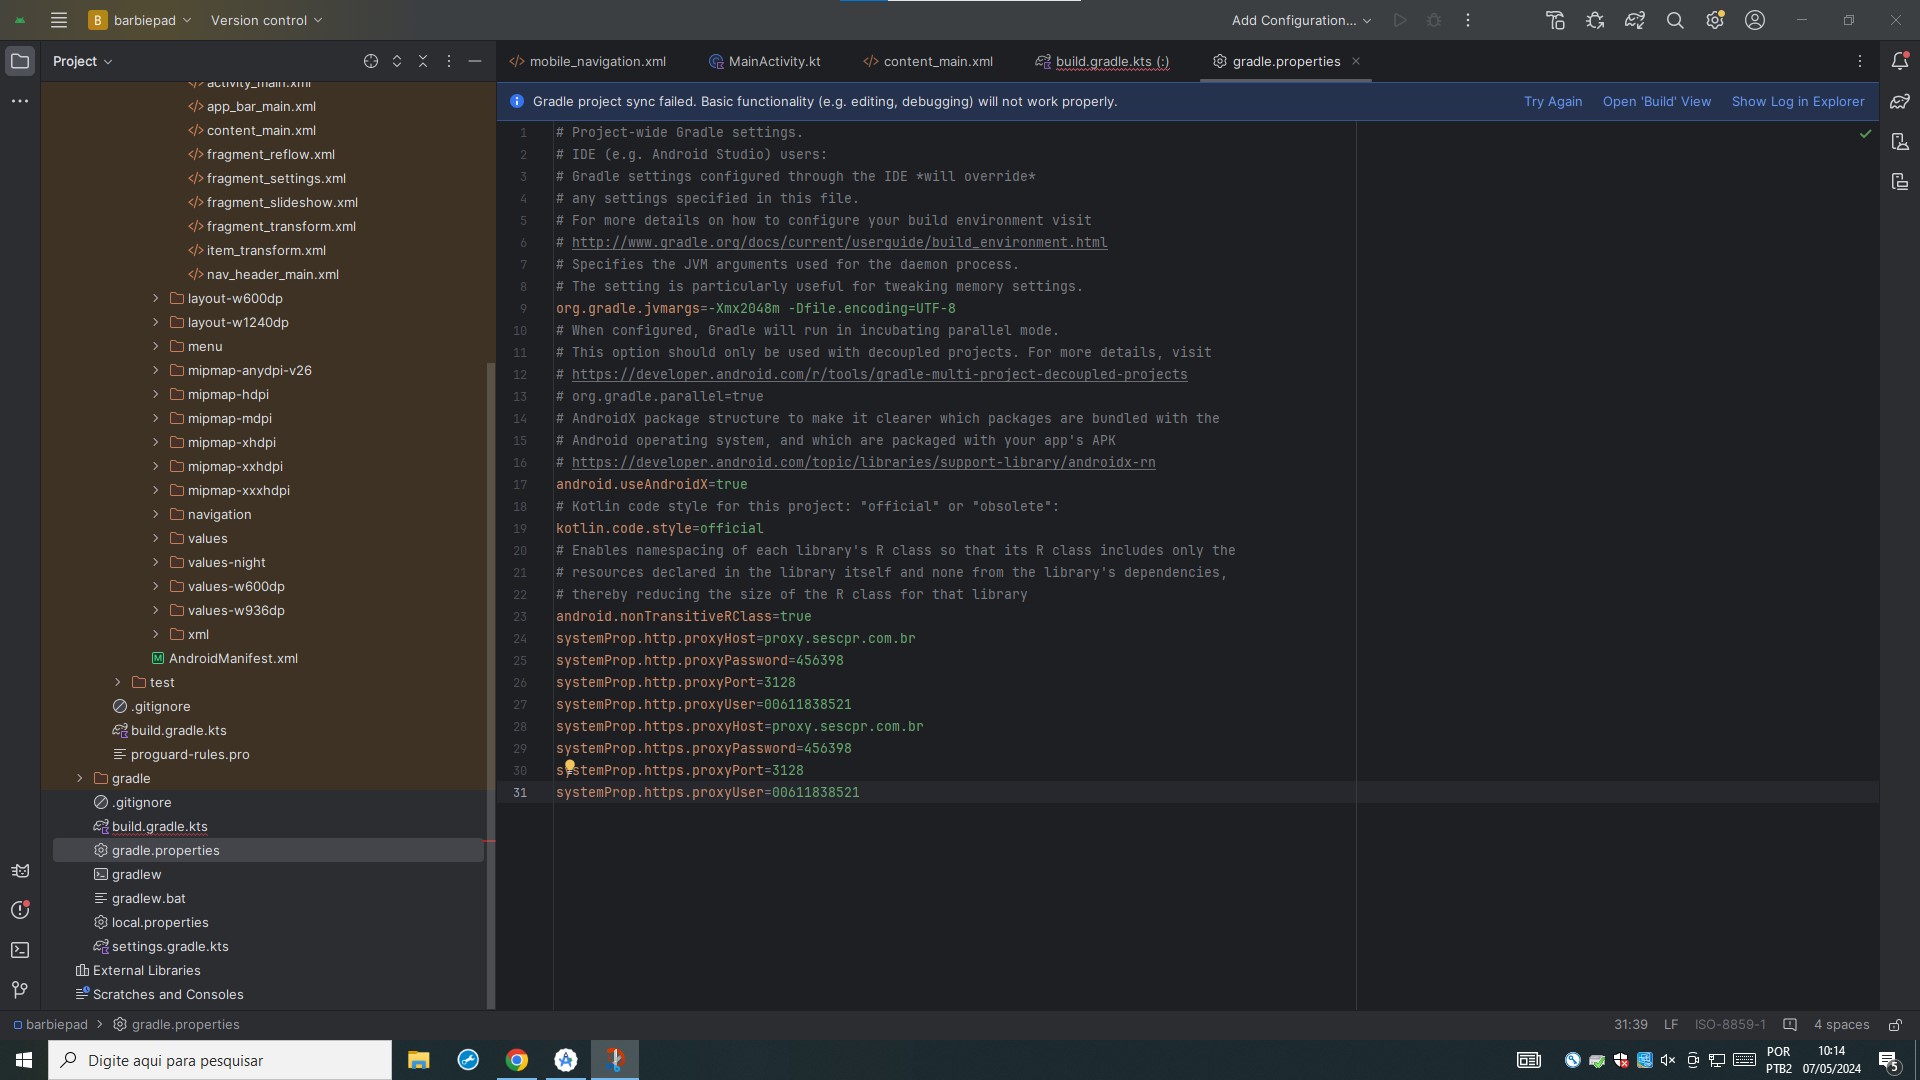 B barbiepad Version control Add Configuration...
Project
mobile_navigation.xml MainActivity.kt content_main.xml build.gradle.kts (:) gradle.properties
Gradle project sync failed. Basic functionality (e.g. editing, debugging) will not work properly. Try Again Open 'Build' View Show Log in Explorer
activity_main.xml
app_bar_main.xml
content_main.xml
fragment_reflow.xml
fragment_settings.xml
fragment_slideshow.xml
fragment_transform.xml
item_transform.xml
nav_header_main.xml
layout-w600dp
layout-w1240dp
menu
mipmap-anydpi-v26
mipmap-hdpi
mipmap-mdpi
mipmap-xhdpi
mipmap-xxhdpi
mipmap-xxxhdpi
navigation
values
values-night
values-w600dp
values-w936dp
xml
AndroidManifest.xml
test
.gitignore
build.gradle.kts
proguard-rules.pro
gradle
.gitignore
build.gradle.kts
gradle.properties
gradlew
gradlew.bat
local.properties
settings.gradle.kts
External Libraries
Scratches and Consoles
1 # Project-wide Gradle settings.
2 # IDE (e.g. Android Studio) users:
3 # Gradle settings configured through the IDE *will override*
4 # any settings specified in this file.
5 # For more details on how to configure your build environment visit
6 # http://www.gradle.org/docs/current/userguide/build_environment.html
7 # Specifies the JVM arguments used for the daemon process.
8 # The setting is particularly useful for tweaking memory settings.
9 org.gradle.jvmargs=-Xmx2048m -Dfile.encoding=UTF-8
10 # When configured, Gradle will run in incubating parallel mode.
11 # This option should only be used with decoupled projects. For more details, visit
12 # https://developer.android.com/r/tools/gradle-multi-project-decoupled-projects
13 # org.gradle.parallel=true
14 # AndroidX package structure to make it clearer which packages are bundled with the
15 # Android operating system, and which are packaged with your app's APK
16 # https://developer.android.com/topic/libraries/support-library/androidx-rn
17 android.useAndroidX=true
18 # Kotlin code style for this project: "official" or "obsolete":
19 kotlin.code.style=official
20 # Enables namespacing of each library's R class so that its R class includes only the
21 # resources declared in the library itself and none from the library's dependencies,
22 # thereby reducing the size of the R class for that library
23 android.nonTransitiveRClass=true
24 systemProp.http.proxyHost=proxy.sescpr.com.br
25 systemProp.http.proxyPassword=456398
26 systemProp.http.proxyPort=3128
27 systemProp.http.proxyUser=00611838521
28 systemProp.https.proxyHost=proxy.sescpr.com.br
29 systemProp.https.proxyPassword=456398
30 systemProp.https.proxyPort=3128
31 systemProp.https.proxyUser=00611838521
barbiepad gradle.properties 31:39 LF ISO-8859-1 4 spaces
Digite aqui para pesquisar
POR
PTB2
10:14
07/05/2024
5